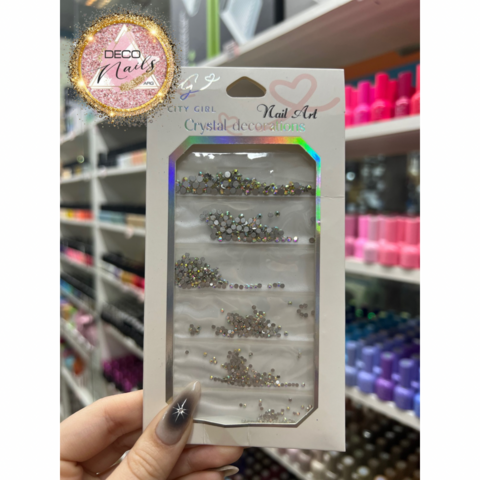 DECO
Nails
CITY GIRL
Nail Art
Crystal decorations